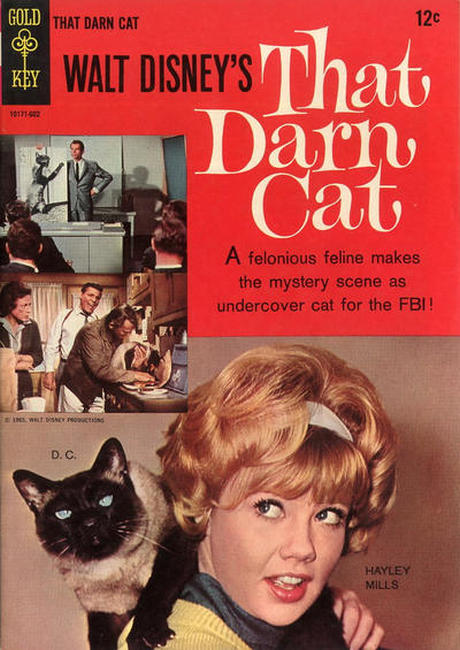 GOLD
KEY
THAT DARN CAT
12c
10171-602
WALT DISNEY'S That
Darn
Cat
A felonious feline makes
the mystery scene as
undercover cat for the FBI!
© 1965, WALT DISNEY PRODUCTIONS
D. C.
HAYLEY
MILLS